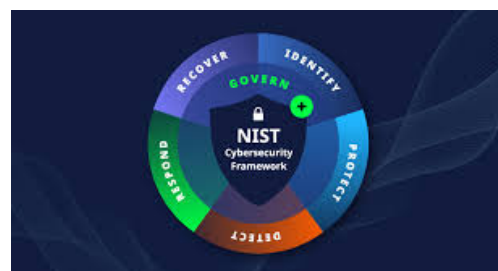 RECOVER
IDENTIFY
GOVERN
+
NIST
Cybersecurity
Framework
RESPOND
PROTECT
DETECT